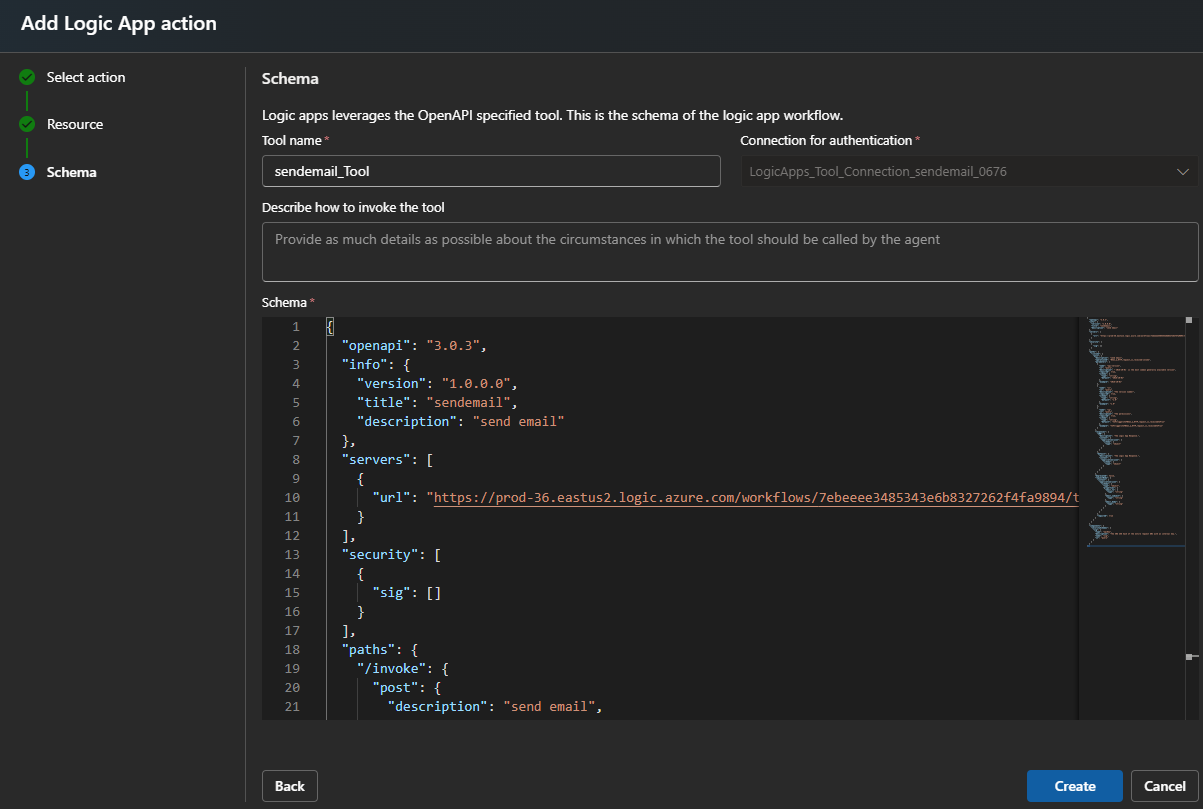 Add Logic App action
Select action
Resource
3 Schema
Schema
Logic apps leverages the OpenAPI specified tool. This is the schema of the logic app workflow.
Tool name *
sendemail_Tool
Connection for authentication *
LogicApps_Tool_Connection_sendemail_0676
Describe how to invoke the tool
Provide as much details as possible about the circumstances in which the tool should be called by the agent
Schema *
1 {
2 "openapi": "3.0.3",
3 "info": {
4 "version": "1.0.0.0",
5 "title": "sendemail",
6 "description": "send email"
7 },
8 "servers": [
9 {
10 "url": "https://prod-36.eastus2.logic.azure.com/workflows/7ebeeee3485343e6b8327262f4fa9894/t
11 }
12 ],
13 "security": [
14 {
15 "sig": []
16 }
17 ],
18 "paths": {
19 "/invoke": {
20 "post": {
21 "description": "send email",
Back
Create
Cancel